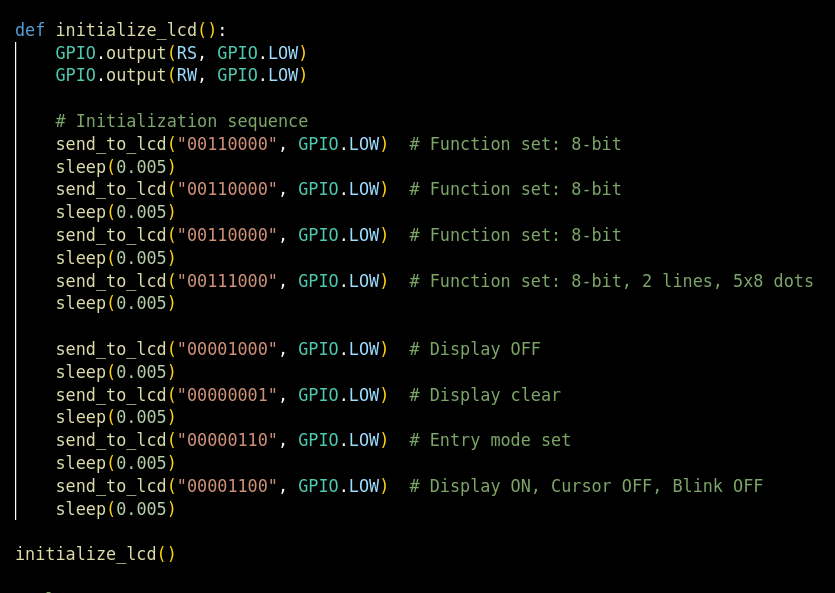 def initialize_lcd():
    GPIO.output(RS, GPIO.LOW)
    GPIO.output(RW, GPIO.LOW)

    # Initialization sequence
    send_to_lcd("00110000", GPIO.LOW)  # Function set: 8-bit
    sleep(0.005)
    send_to_lcd("00110000", GPIO.LOW)  # Function set: 8-bit
    sleep(0.005)
    send_to_lcd("00110000", GPIO.LOW)  # Function set: 8-bit
    sleep(0.005)
    send_to_lcd("00111000", GPIO.LOW)  # Function set: 8-bit, 2 lines, 5x8 dots
    sleep(0.005)

    send_to_lcd("00001000", GPIO.LOW)  # Display OFF
    sleep(0.005)
    send_to_lcd("00000001", GPIO.LOW)  # Display clear
    sleep(0.005)
    send_to_lcd("00000110", GPIO.LOW)  # Entry mode set
    sleep(0.005)
    send_to_lcd("00001100", GPIO.LOW)  # Display ON, Cursor OFF, Blink OFF
    sleep(0.005)

initialize_lcd()